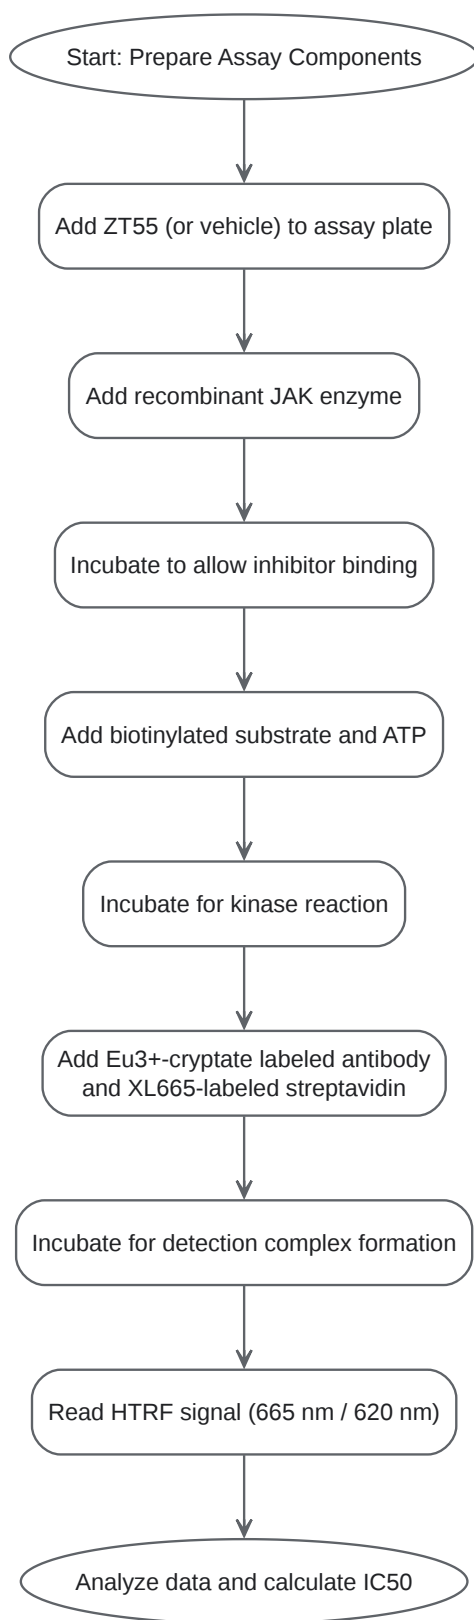 Start: Prepare Assay Components
Add ZT55 (or vehicle) to assay plate
Add recombinant JAK enzyme
Incubate to allow inhibitor binding
Add biotinylated substrate and ATP
Incubate for kinase reaction
Add Eu3+-cryptate labeled antibody
and XL665-labeled streptavidin
Incubate for detection complex formation
Read HTRF signal (665 nm / 620 nm)
Analyze data and calculate IC50